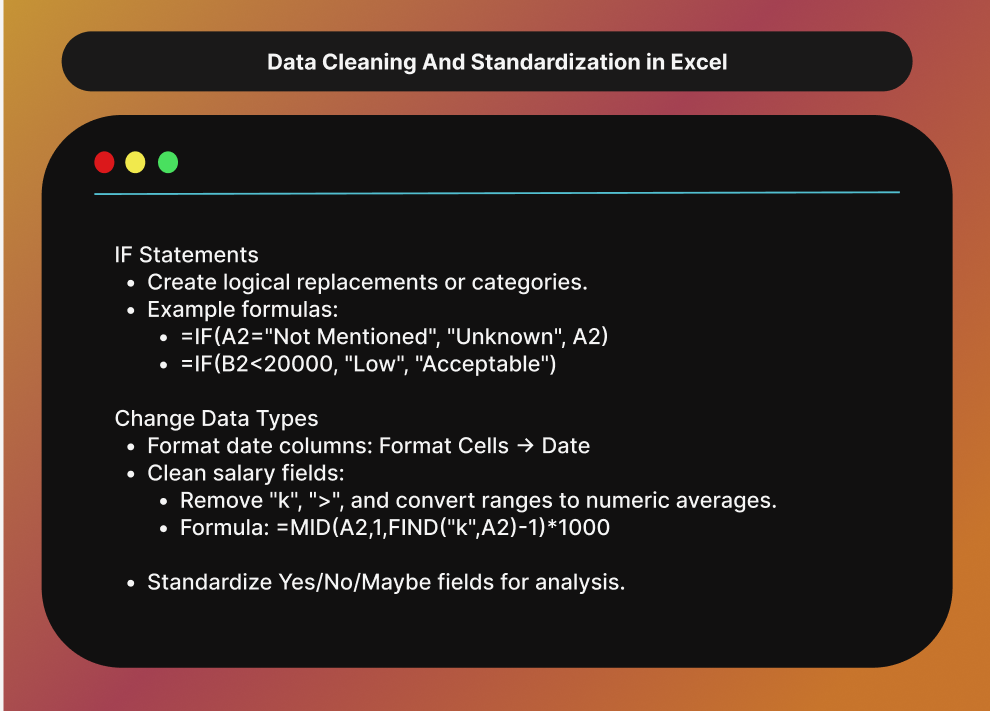 Data Cleaning And Standardization in Excel
IF Statements
• Create logical replacements or categories.
• Example formulas:
• =IF(A2="Not Mentioned", "Unknown", A2)
• =IF(B2<20000, "Low", "Acceptable")
Change Data Types
• Format date columns: Format Cells → Date
• Clean salary fields:
• Remove "k", ">", and convert ranges to numeric averages.
• Formula: =MID(A2,1,FIND("k",A2)-1)*1000
• Standardize Yes/No/Maybe fields for analysis.